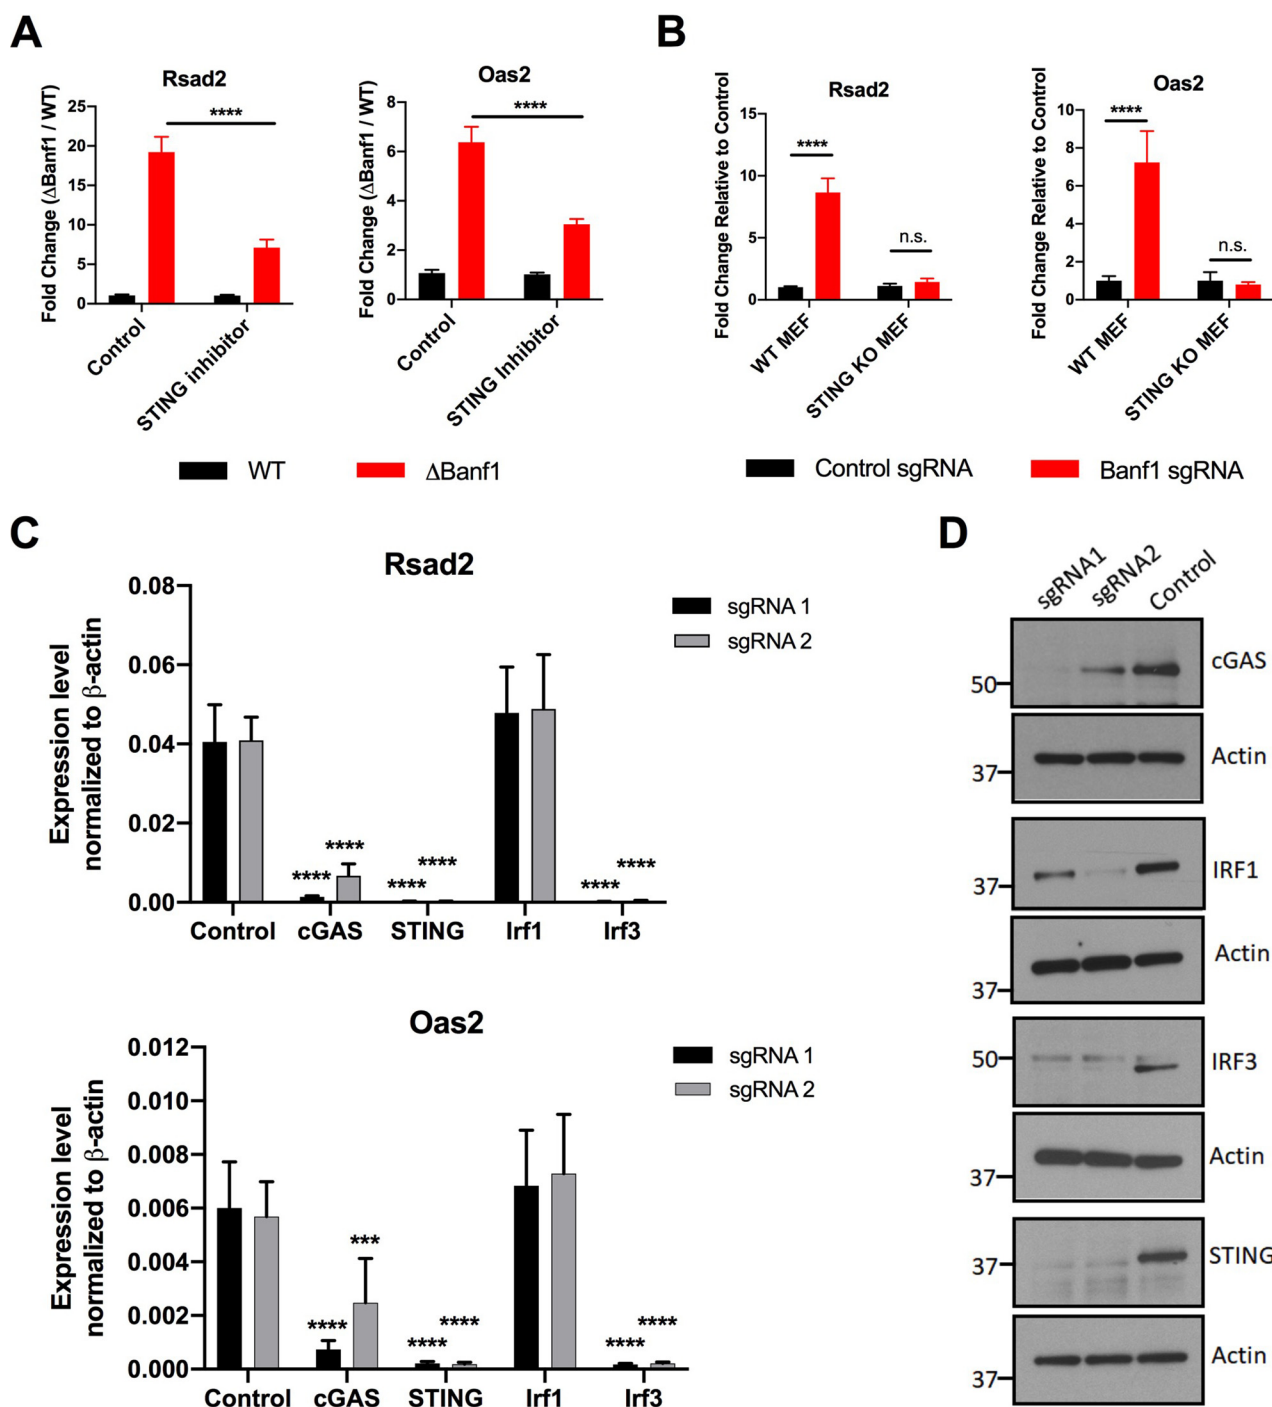 A
Rsad2
Fold Change (ΔBanf1 / WT)
25
20
15
10
5
0
****
Control
STING inhibitor
Oas2
Fold Change (ΔBanf1 / WT)
8
6
4
2
0
****
Control
STING Inhibitor
WT
ΔBanf1
B
Rsad2
Fold Change Relative to Control
15
10
5
0
****
n.s.
WT MEF
STING KO MEF
Oas2
Fold Change Relative to Control
10
8
6
4
2
0
****
n.s.
WT MEF
STING KO MEF
Control sgRNA
Banf1 sgRNA
C
Rsad2
Expression level
normalized to β-actin
0.08
0.06
0.04
0.02
0.00
sgRNA 1
sgRNA 2
**** ****
**** ****
**** ****
Control cGAS STING Irf1 Irf3
Oas2
Expression level
normalized to β-actin
0.012
0.010
0.008
0.006
0.004
0.002
0.000
sgRNA 1
sgRNA 2
**** ***
**** ****
**** ****
Control cGAS STING Irf1 Irf3
D
sgRNA1 sgRNA2 Control
50 cGAS
37 Actin
37 IRF1
37 Actin
50 IRF3
37 Actin
37 STING
37 Actin